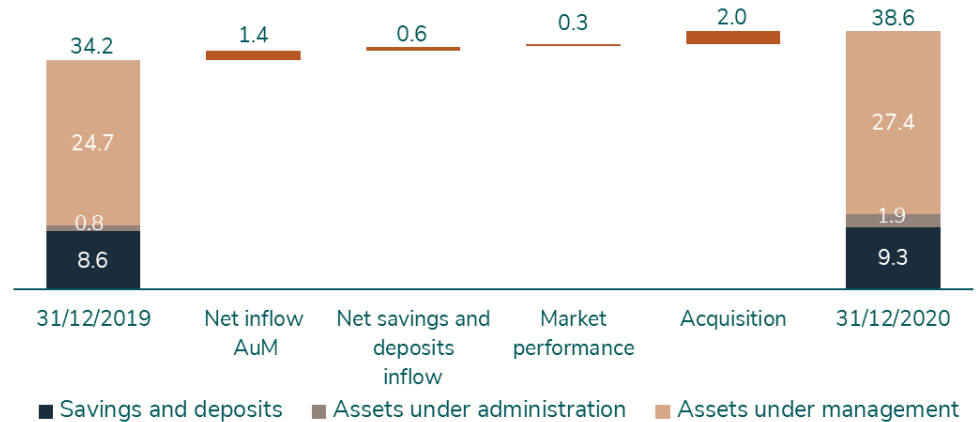 34.2
1.4
0.6
0.3
2.0
38.6
24.7
27.4
0.8
1.9
8.6
9.3
31/12/2019
Net inflow
AuM
Net savings and
deposits
inflow
Market
performance
Acquisition
31/12/2020
Savings and deposits
Assets under administration
Assets under management